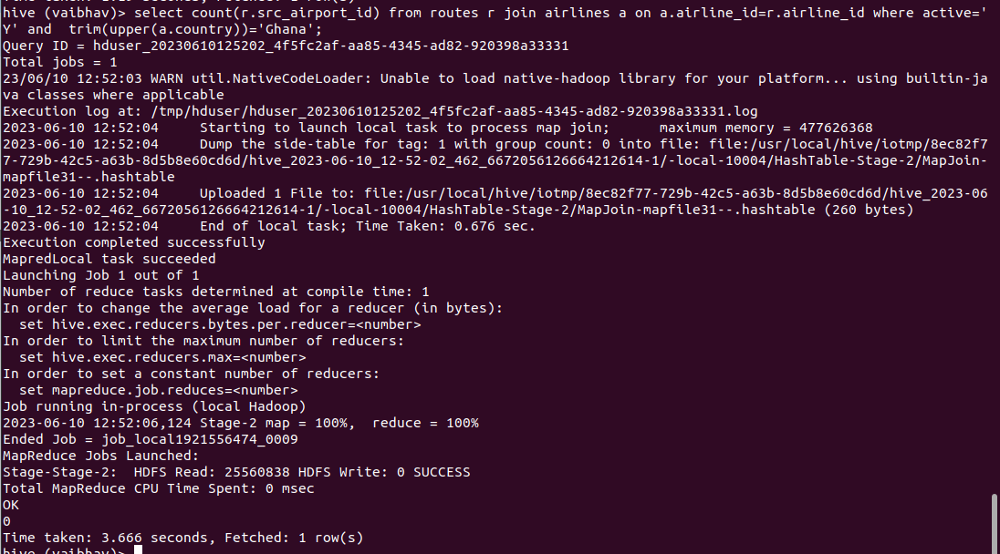 hive (vaibhav)> select count(r.src_airport_id) from routes r join airlines a on a.airline_id=r.airline_id where active='
Y' and  trim(upper(a.country))='Ghana';
Query ID = hduser_20230610125202_4f5fc2af-aa85-4345-ad82-920398a33331
Total jobs = 1
23/06/10 12:52:03 WARN util.NativeCodeLoader: Unable to load native-hadoop library for your platform... using builtin-ja
va classes where applicable
Execution log at: /tmp/hduser/hduser_20230610125202_4f5fc2af-aa85-4345-ad82-920398a33331.log
2023-06-10 12:52:04     Starting to launch local task to process map join;      maximum memory = 477626368
2023-06-10 12:52:04     Dump the side-table for tag: 1 with group count: 0 into file: file:/usr/local/hive/iotmp/8ec82f7
7-729b-42c5-a63b-8d5b8e60cd6d/hive_2023-06-10_12-52-02_462_6672056126664212614-1/-local-10004/HashTable-Stage-2/MapJoin-
mapfile31--.hashtable
2023-06-10 12:52:04     Uploaded 1 File to: file:/usr/local/hive/iotmp/8ec82f77-729b-42c5-a63b-8d5b8e60cd6d/hive_2023-06
-10_12-52-02_462_6672056126664212614-1/-local-10004/HashTable-Stage-2/MapJoin-mapfile31--.hashtable (260 bytes)
2023-06-10 12:52:04     End of local task; Time Taken: 0.676 sec.
Execution completed successfully
MapredLocal task succeeded
Launching Job 1 out of 1
Number of reduce tasks determined at compile time: 1
In order to change the average load for a reducer (in bytes):
  set hive.exec.reducers.bytes.per.reducer=<number>
In order to limit the maximum number of reducers:
  set hive.exec.reducers.max=<number>
In order to set a constant number of reducers:
  set mapreduce.job.reduces=<number>
Job running in-process (local Hadoop)
2023-06-10 12:52:06,124 Stage-2 map = 100%,  reduce = 100%
Ended Job = job_local1921556474_0009
MapReduce Jobs Launched:
Stage-Stage-2:  HDFS Read: 25560838 HDFS Write: 0 SUCCESS
Total MapReduce CPU Time Spent: 0 msec
OK
0
Time taken: 3.666 seconds, Fetched: 1 row(s)
hive (vaibhav)>